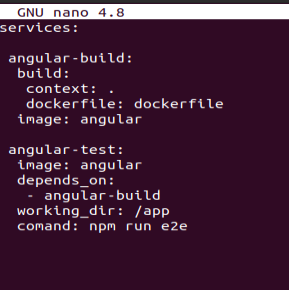 GNU nano 4.8
services:
angular-build:
build:
context: .
dockerfile: dockerfile
image: angular
angular-test:
image: angular
depends_on:
- angular-build
working_dir: /app
comand: npm run e2e